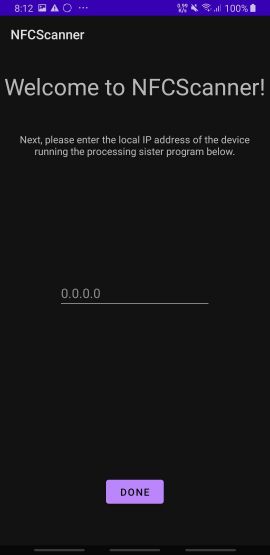 8:12 100%
NFCScanner
Welcome to NFCScanner!
Next, please enter the local IP address of the device
running the processing sister program below.
0.0.0.0
DONE